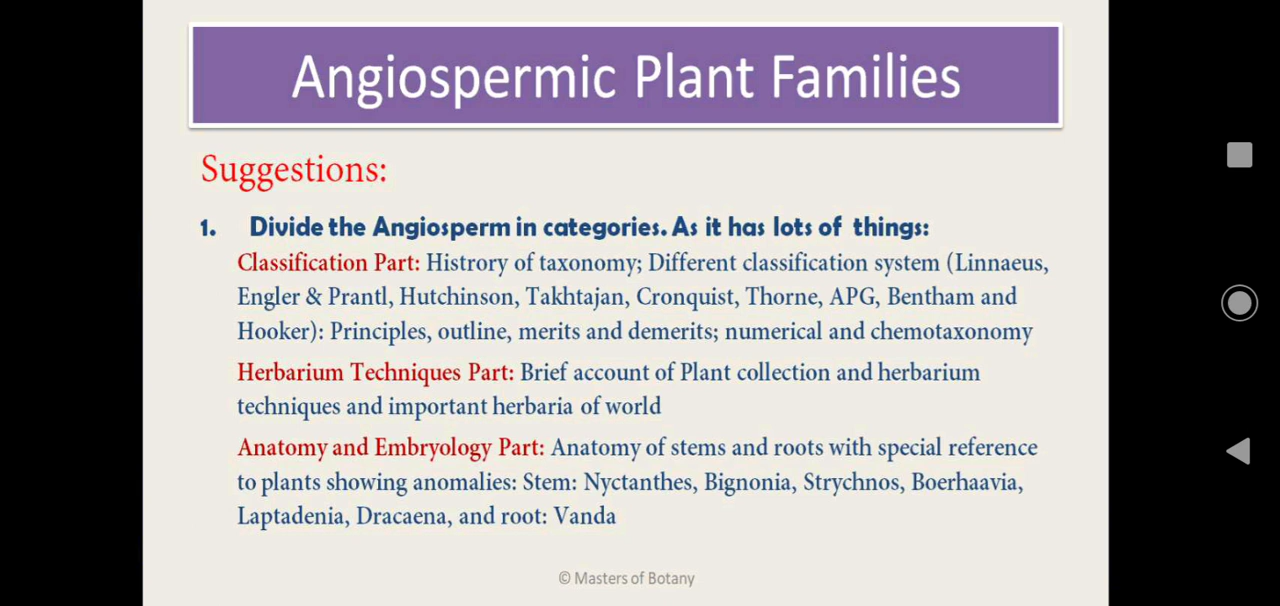 Angiospermic Plant Families
Suggestions:
1. Divide the Angiosperm in categories. As it has lots of things:
Classification Part: Histrory of taxonomy; Different classification system (Linnaeus,
Engler & Prantl, Hutchinson, Takhtajan, Cronquist, Thorne, APG, Bentham and
Hooker): Principles, outline, merits and demerits; numerical and chemotaxonomy
Herbarium Techniques Part: Brief account of Plant collection and herbarium
techniques and important herbaria of world
Anatomy and Embryology Part: Anatomy of stems and roots with special reference
to plants showing anomalies: Stem: Nyctanthes, Bignonia, Strychnos, Boerhaavia,
Laptadenia, Dracaena, and root: Vanda
© Masters of Botany